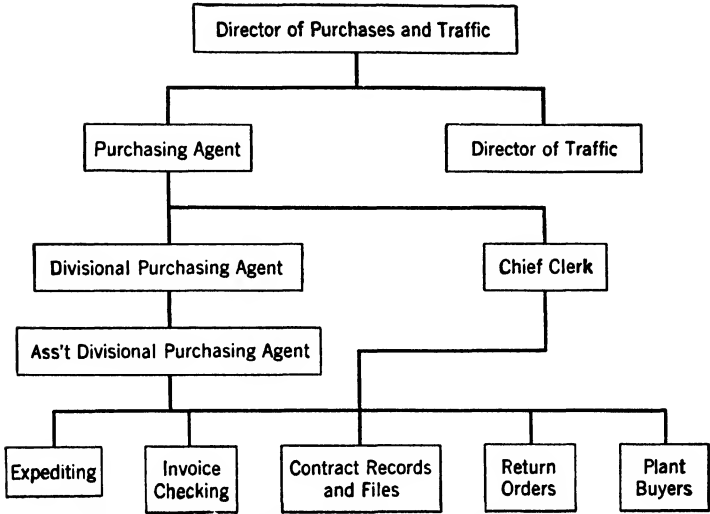 Director of Purchases and Traffic
Purchasing Agent
Director of Traffic
Divisional Purchasing Agent
Chief Clerk
Ass't Divisional Purchasing Agent
Expediting
Invoice
Checking
Contract Records
and Files
Return
Orders
Plant
Buyers